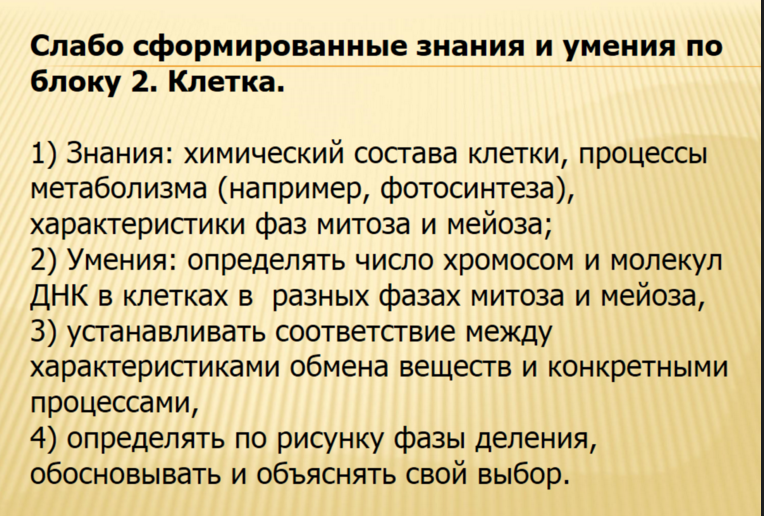 Слабо сформированные знания и умения по
блоку 2. Клетка.
1) Знания: химический состава клетки, процессы
метаболизма (например, фотосинтеза),
характеристики фаз митоза и мейоза;
2) Умения: определять число хромосом и молекул
ДНК в клетках в  разных фазах митоза и мейоза,
3) устанавливать соответствие между
характеристиками обмена веществ и конкретными
процессами,
4) определять по рисунку фазы деления,
обосновывать и объяснять свой выбор.